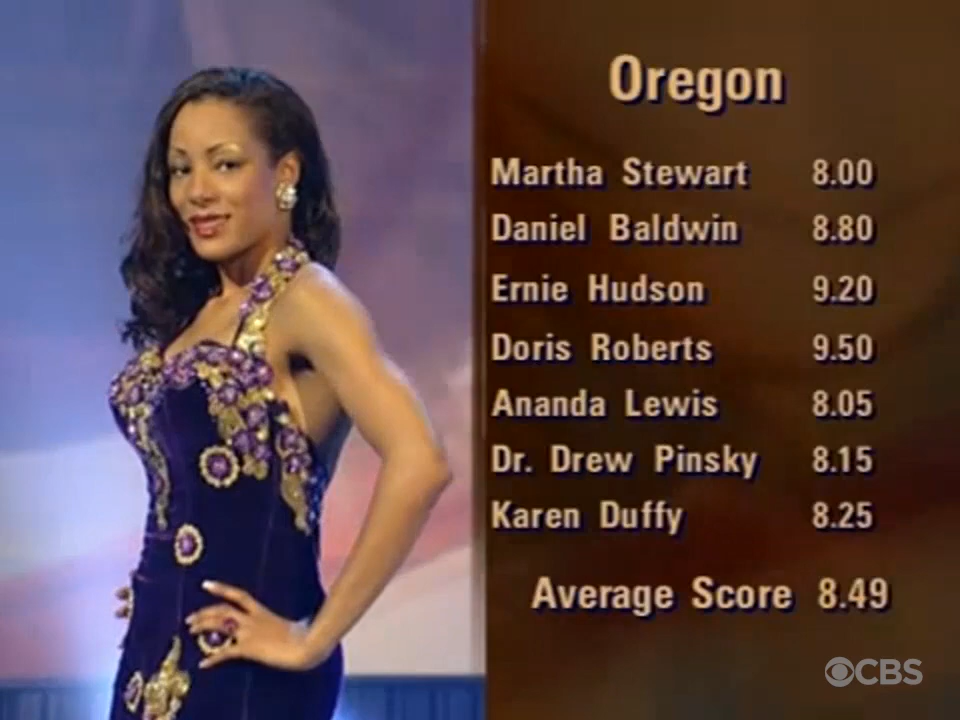 Oregon
Martha Stewart 8.00
Daniel Baldwin 8.80
Ernie Hudson 9.20
Doris Roberts 9.50
Ananda Lewis 8.05
Dr. Drew Pinsky 8.15
Karen Duffy 8.25
Average Score 8.49
CBS